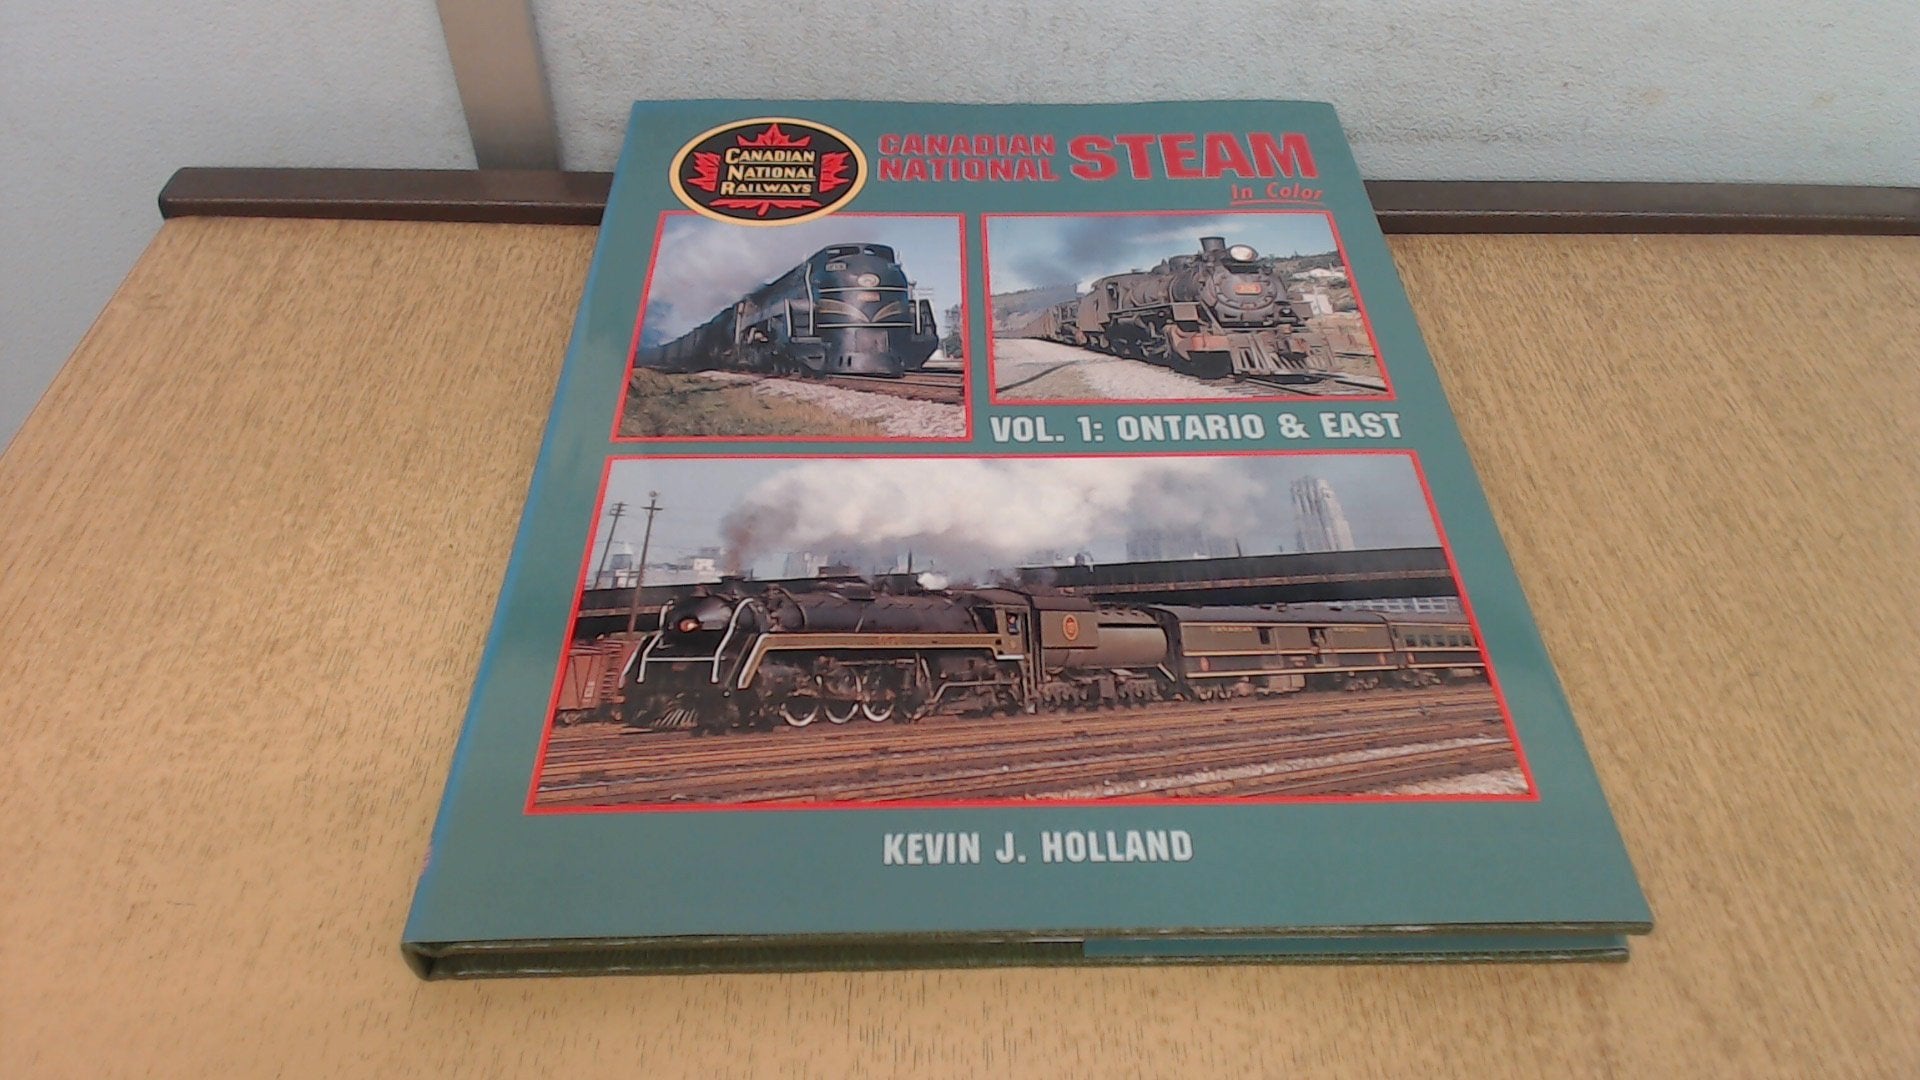 CANADIAN
NATIONAL
RAILWAYS
CANADIAN
NATIONAL
STEAM
In Color
VOL. 1: ONTARIO & EAST
KEVIN J. HOLLAND